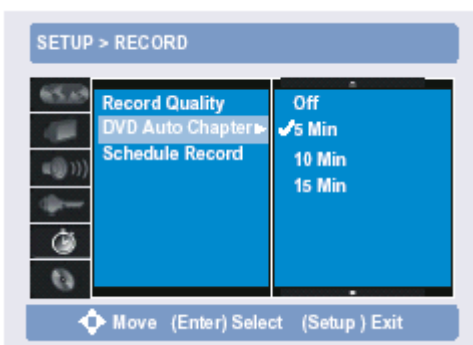 SETUP > RECORD
Record Quality
DVD Auto Chapter
Schedule Record
Off
5 Min
10 Min
15 Min
Move (Enter) Select (Setup ) Exit